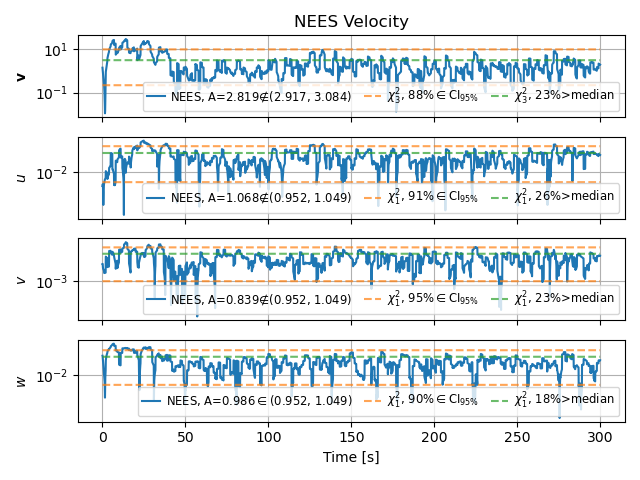 NEES Velocity
v
10¹
10⁻¹
NEES, A=2.819∉(2.917, 3.084)
χ²₃, 88%∈CI₉₅%
χ²₃, 23%>median
u
10⁻²
NEES, A=1.068∉(0.952, 1.049)
χ²₁, 91%∈CI₉₅%
χ²₁, 26%>median
v
10⁻³
NEES, A=0.839∉(0.952, 1.049)
χ²₁, 95%∈CI₉₅%
χ²₁, 23%>median
w
10⁻²
NEES, A=0.986∈(0.952, 1.049)
χ²₁, 90%∈CI₉₅%
χ²₁, 18%>median
0 50 100 150 200 250 300
Time [s]